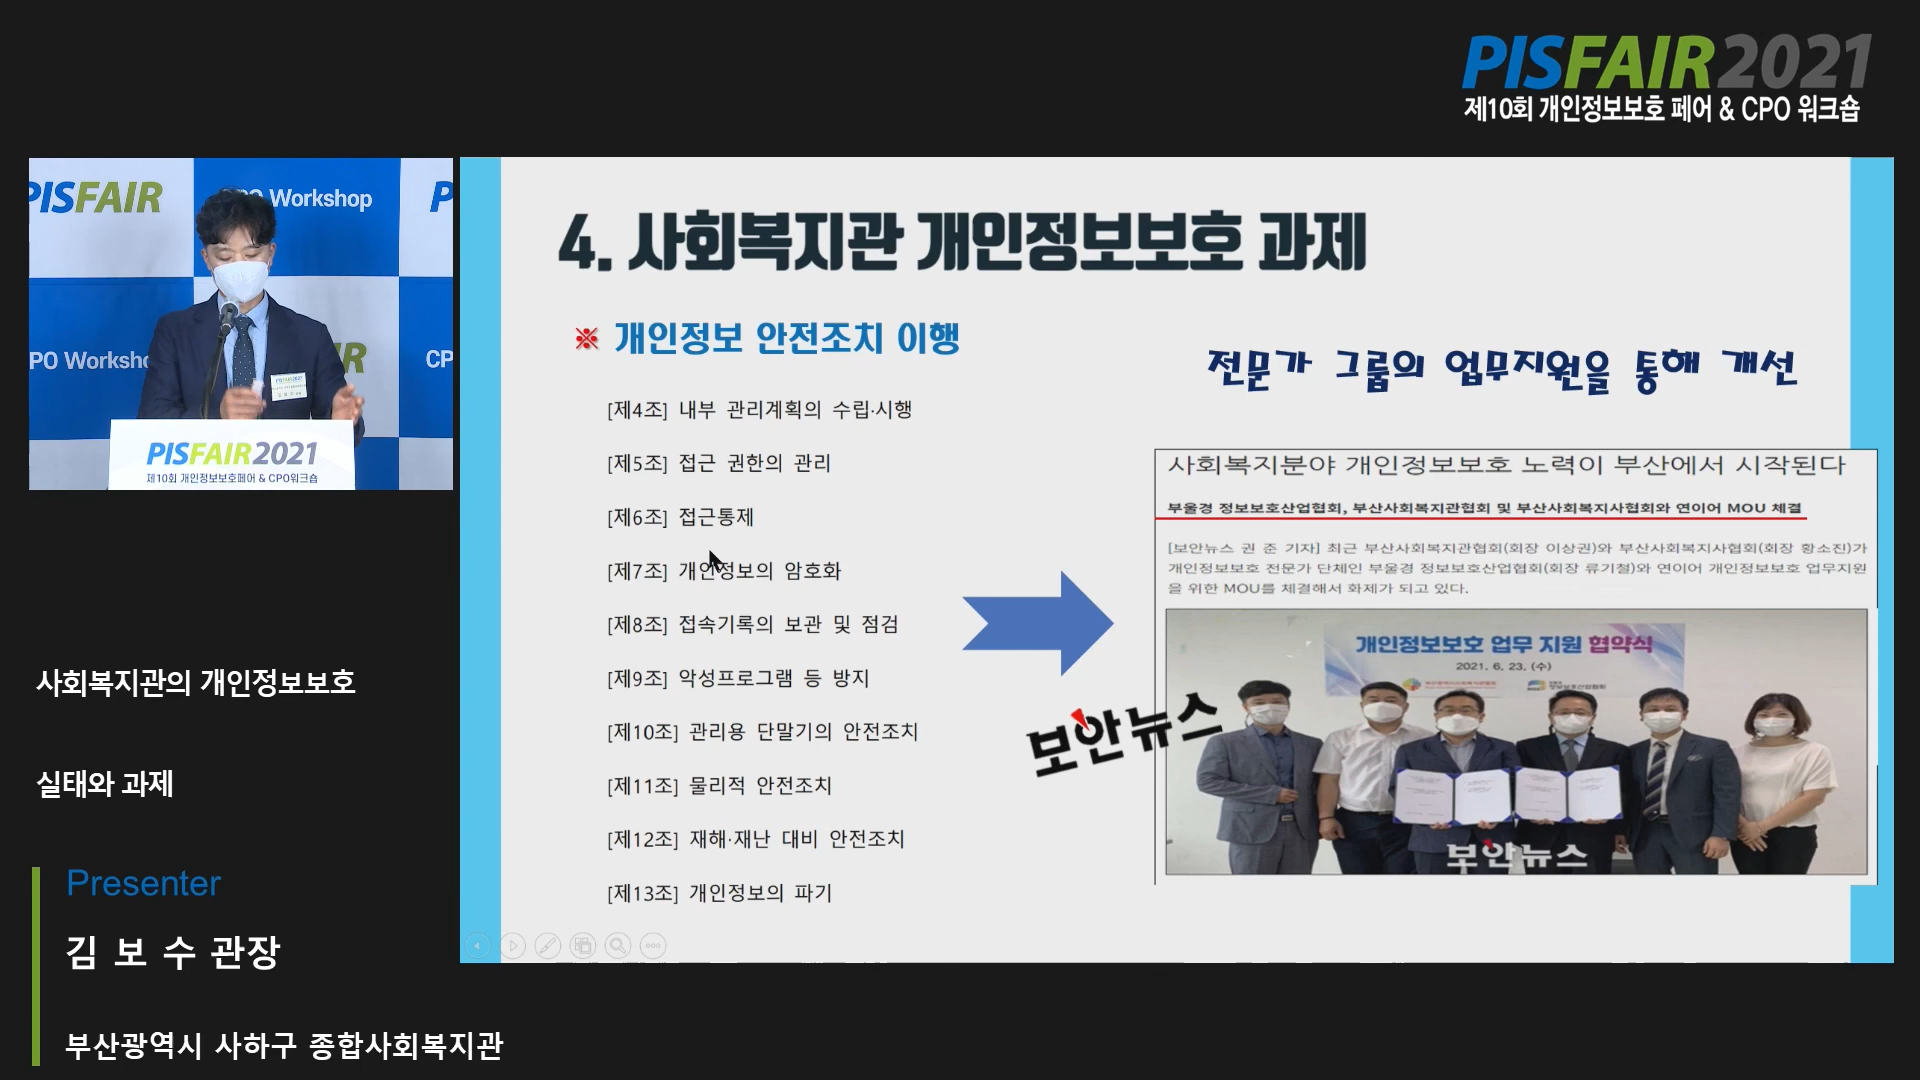 PISFAIR2021
제10회 개인정보보호 페어 & CPO 워크숍
PISFAIR
CPO Workshop
PO Worksho
CP
PISFAIR2021
제10회 개인정보보호페어 & CPO워크숍
4. 사회복지관 개인정보보호 과제
※ 개인정보 안전조치 이행
전문가 그룹의 업무지원을 통해 개선
[제4조] 내부 관리계획의 수립·시행
[제5조] 접근 권한의 관리
[제6조] 접근통제
[제7조] 개인정보의 암호화
[제8조] 접속기록의 보관 및 점검
[제9조] 악성프로그램 등 방지
[제10조] 관리용 단말기의 안전조치
[제11조] 물리적 안전조치
[제12조] 재해·재난 대비 안전조치
[제13조] 개인정보의 파기
사회복지분야 개인정보보호 노력이 부산에서 시작된다
부울경 정보보호산업협회, 부산사회복지관협회 및 부산사회복지사협회와 연이어 MOU 체결
[보안뉴스 권 준 기자] 최근 부산사회복지관협회(회장 이상권)와 부산사회복지사협회(회장 황소진)가
개인정보보호 전문가 단체인 부울경 정보보호산업협회(회장 류기철)와 연이어 개인정보보호 업무지원
을 위한 MOU를 체결해서 화제가 되고 있다.
개인정보보호 업무 지원 협약식
2021. 6. 23. (수)
정보보호산업협회
보안뉴스
보안뉴스
사회복지관의 개인정보보호
실태와 과제
Presenter
김 보 수 관장
부산광역시 사하구 종합사회복지관